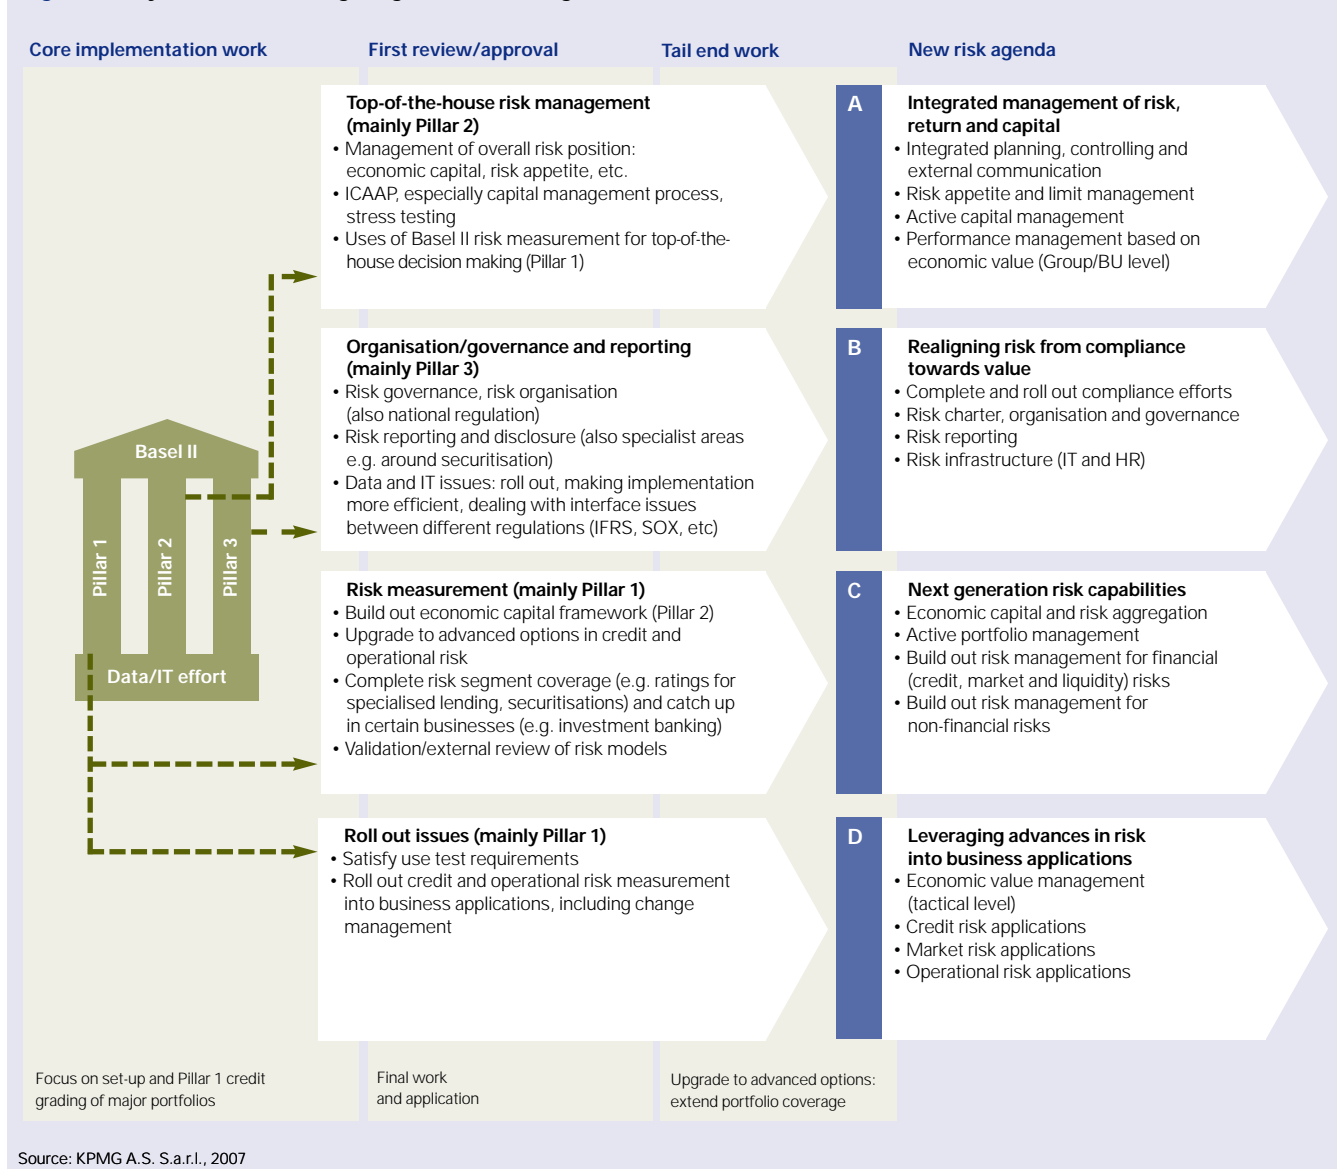 Core implementation work
First review/approval
Tail end work
New risk agenda
Basel II
Pillar 1
Pillar 2
Pillar 3
Data/IT effort
Top-of-the-house risk management
(mainly Pillar 2)
• Management of overall risk position:
economic capital, risk appetite, etc.
• ICAAP, especially capital management process,
stress testing
• Uses of Basel II risk measurement for top-of-the-
house decision making (Pillar 1)
A
Integrated management of risk,
return and capital
• Integrated planning, controlling and
external communication
• Risk appetite and limit management
• Active capital management
• Performance management based on
economic value (Group/BU level)
Organisation/governance and reporting
(mainly Pillar 3)
• Risk governance, risk organisation
(also national regulation)
• Risk reporting and disclosure (also specialist areas
e.g. around securitisation)
• Data and IT issues: roll out, making implementation
more efficient, dealing with interface issues
between different regulations (IFRS, SOX, etc)
B
Realigning risk from compliance
towards value
• Complete and roll out compliance efforts
• Risk charter, organisation and governance
• Risk reporting
• Risk infrastructure (IT and HR)
Risk measurement (mainly Pillar 1)
• Build out economic capital framework (Pillar 2)
• Upgrade to advanced options in credit and
operational risk
• Complete risk segment coverage (e.g. ratings for
specialised lending, securitisations) and catch up
in certain businesses (e.g. investment banking)
• Validation/external review of risk models
C
Next generation risk capabilities
• Economic capital and risk aggregation
• Active portfolio management
• Build out risk management for financial
(credit, market and liquidity) risks
• Build out risk management for
non-financial risks
Roll out issues (mainly Pillar 1)
• Satisfy use test requirements
• Roll out credit and operational risk measurement
into business applications, including change
management
D
Leveraging advances in risk
into business applications
• Economic value management
(tactical level)
• Credit risk applications
• Market risk applications
• Operational risk applications
Focus on set-up and Pillar 1 credit
grading of major portfolios
Final work
and application
Upgrade to advanced options:
extend portfolio coverage
Source: KPMG A.S. S.a.r.l., 2007